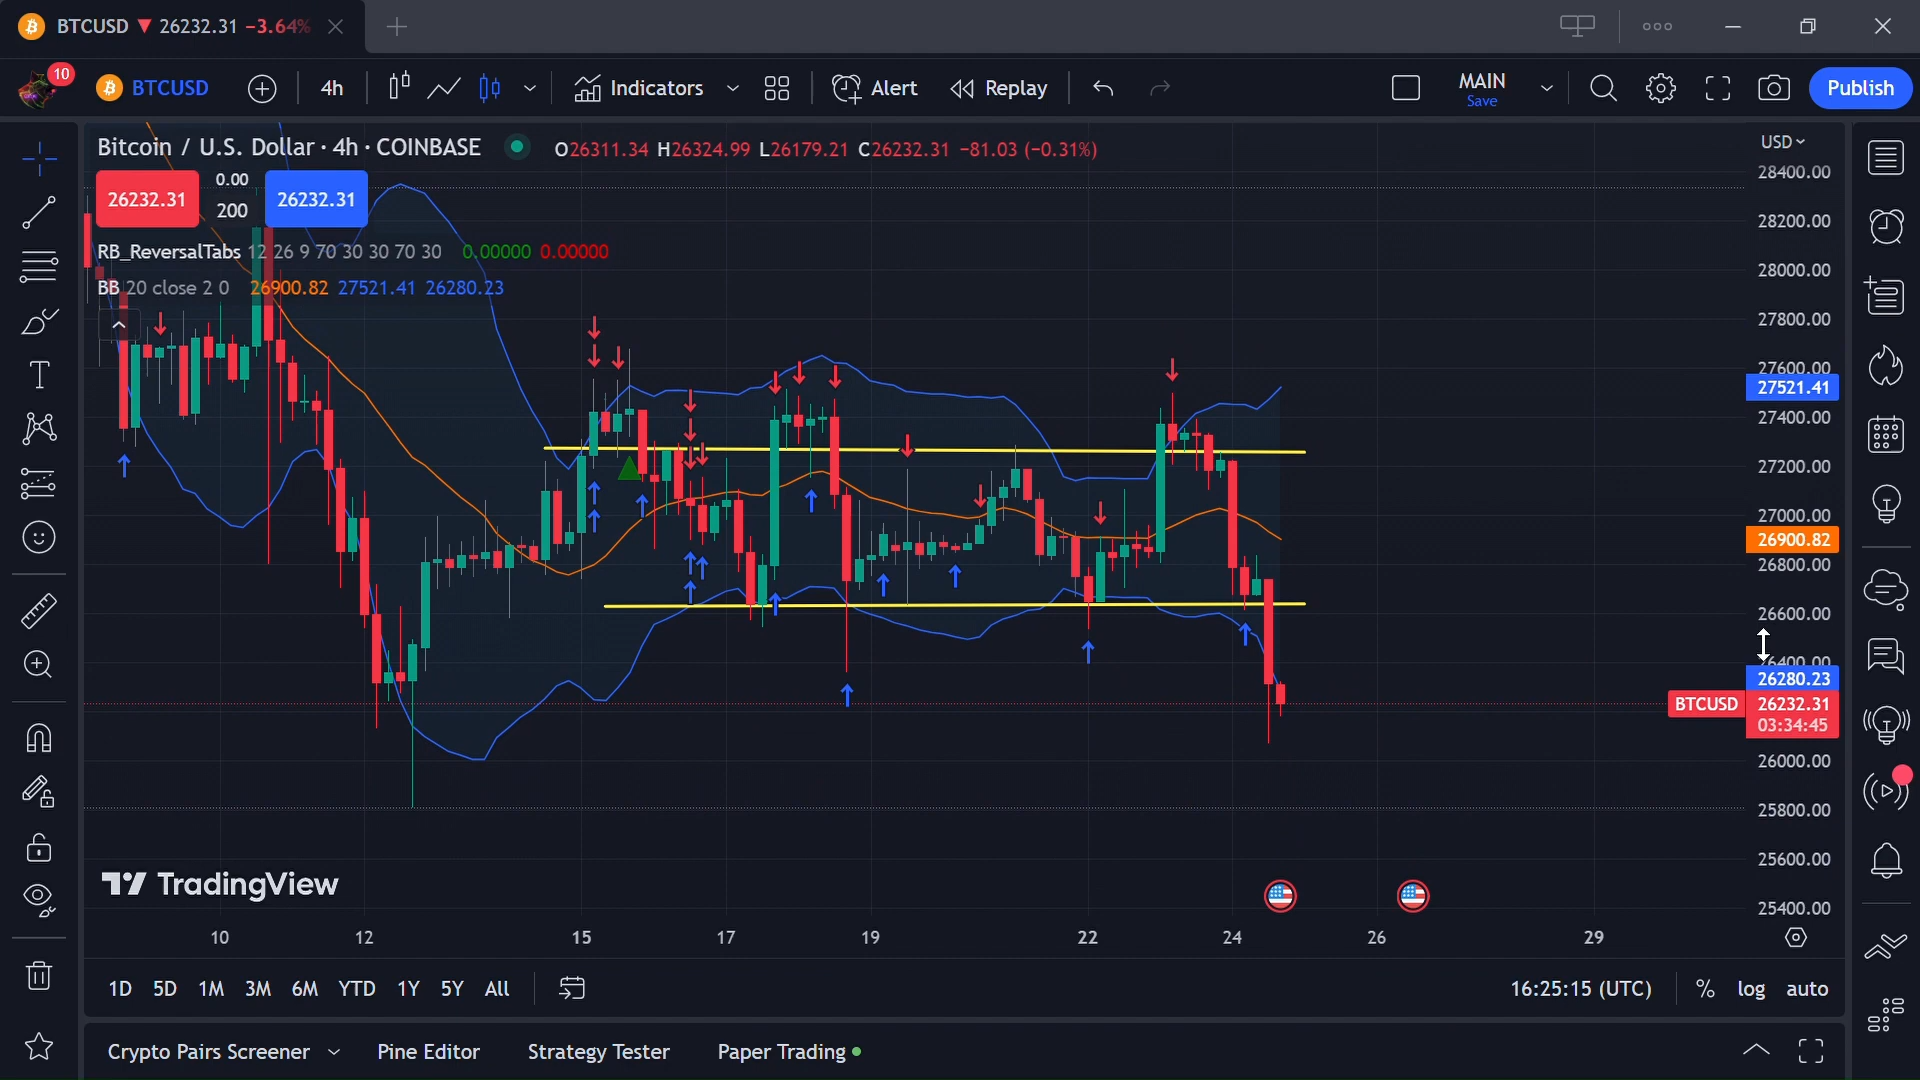 BTCUSD ▼ 26232.31 −3.64%
10
BTCUSD 4h Indicators Alert Replay MAIN Save Publish
Bitcoin / U.S. Dollar · 4h · COINBASE O26311.34 H26324.99 L26179.21 C26232.31 −81.03 (−0.31%)
USD
26232.31 0.00 200 26232.31
RB_ReversalTabs 12 26 9 70 30 30 70 30 0.00000 0.00000
BB 20 close 2 0 26900.82 27521.41 26280.23
28400.00
28200.00
28000.00
27800.00
27600.00
27521.41
27400.00
27200.00
27000.00
26900.82
26800.00
26600.00
26400.00
26280.23
BTCUSD 26232.31
03:34:45
26000.00
25800.00
25600.00
25400.00
TradingView
10 12 15 17 19 22 24 26 29
1D 5D 1M 3M 6M YTD 1Y 5Y All 16:25:15 (UTC) % log auto
Crypto Pairs Screener Pine Editor Strategy Tester Paper Trading